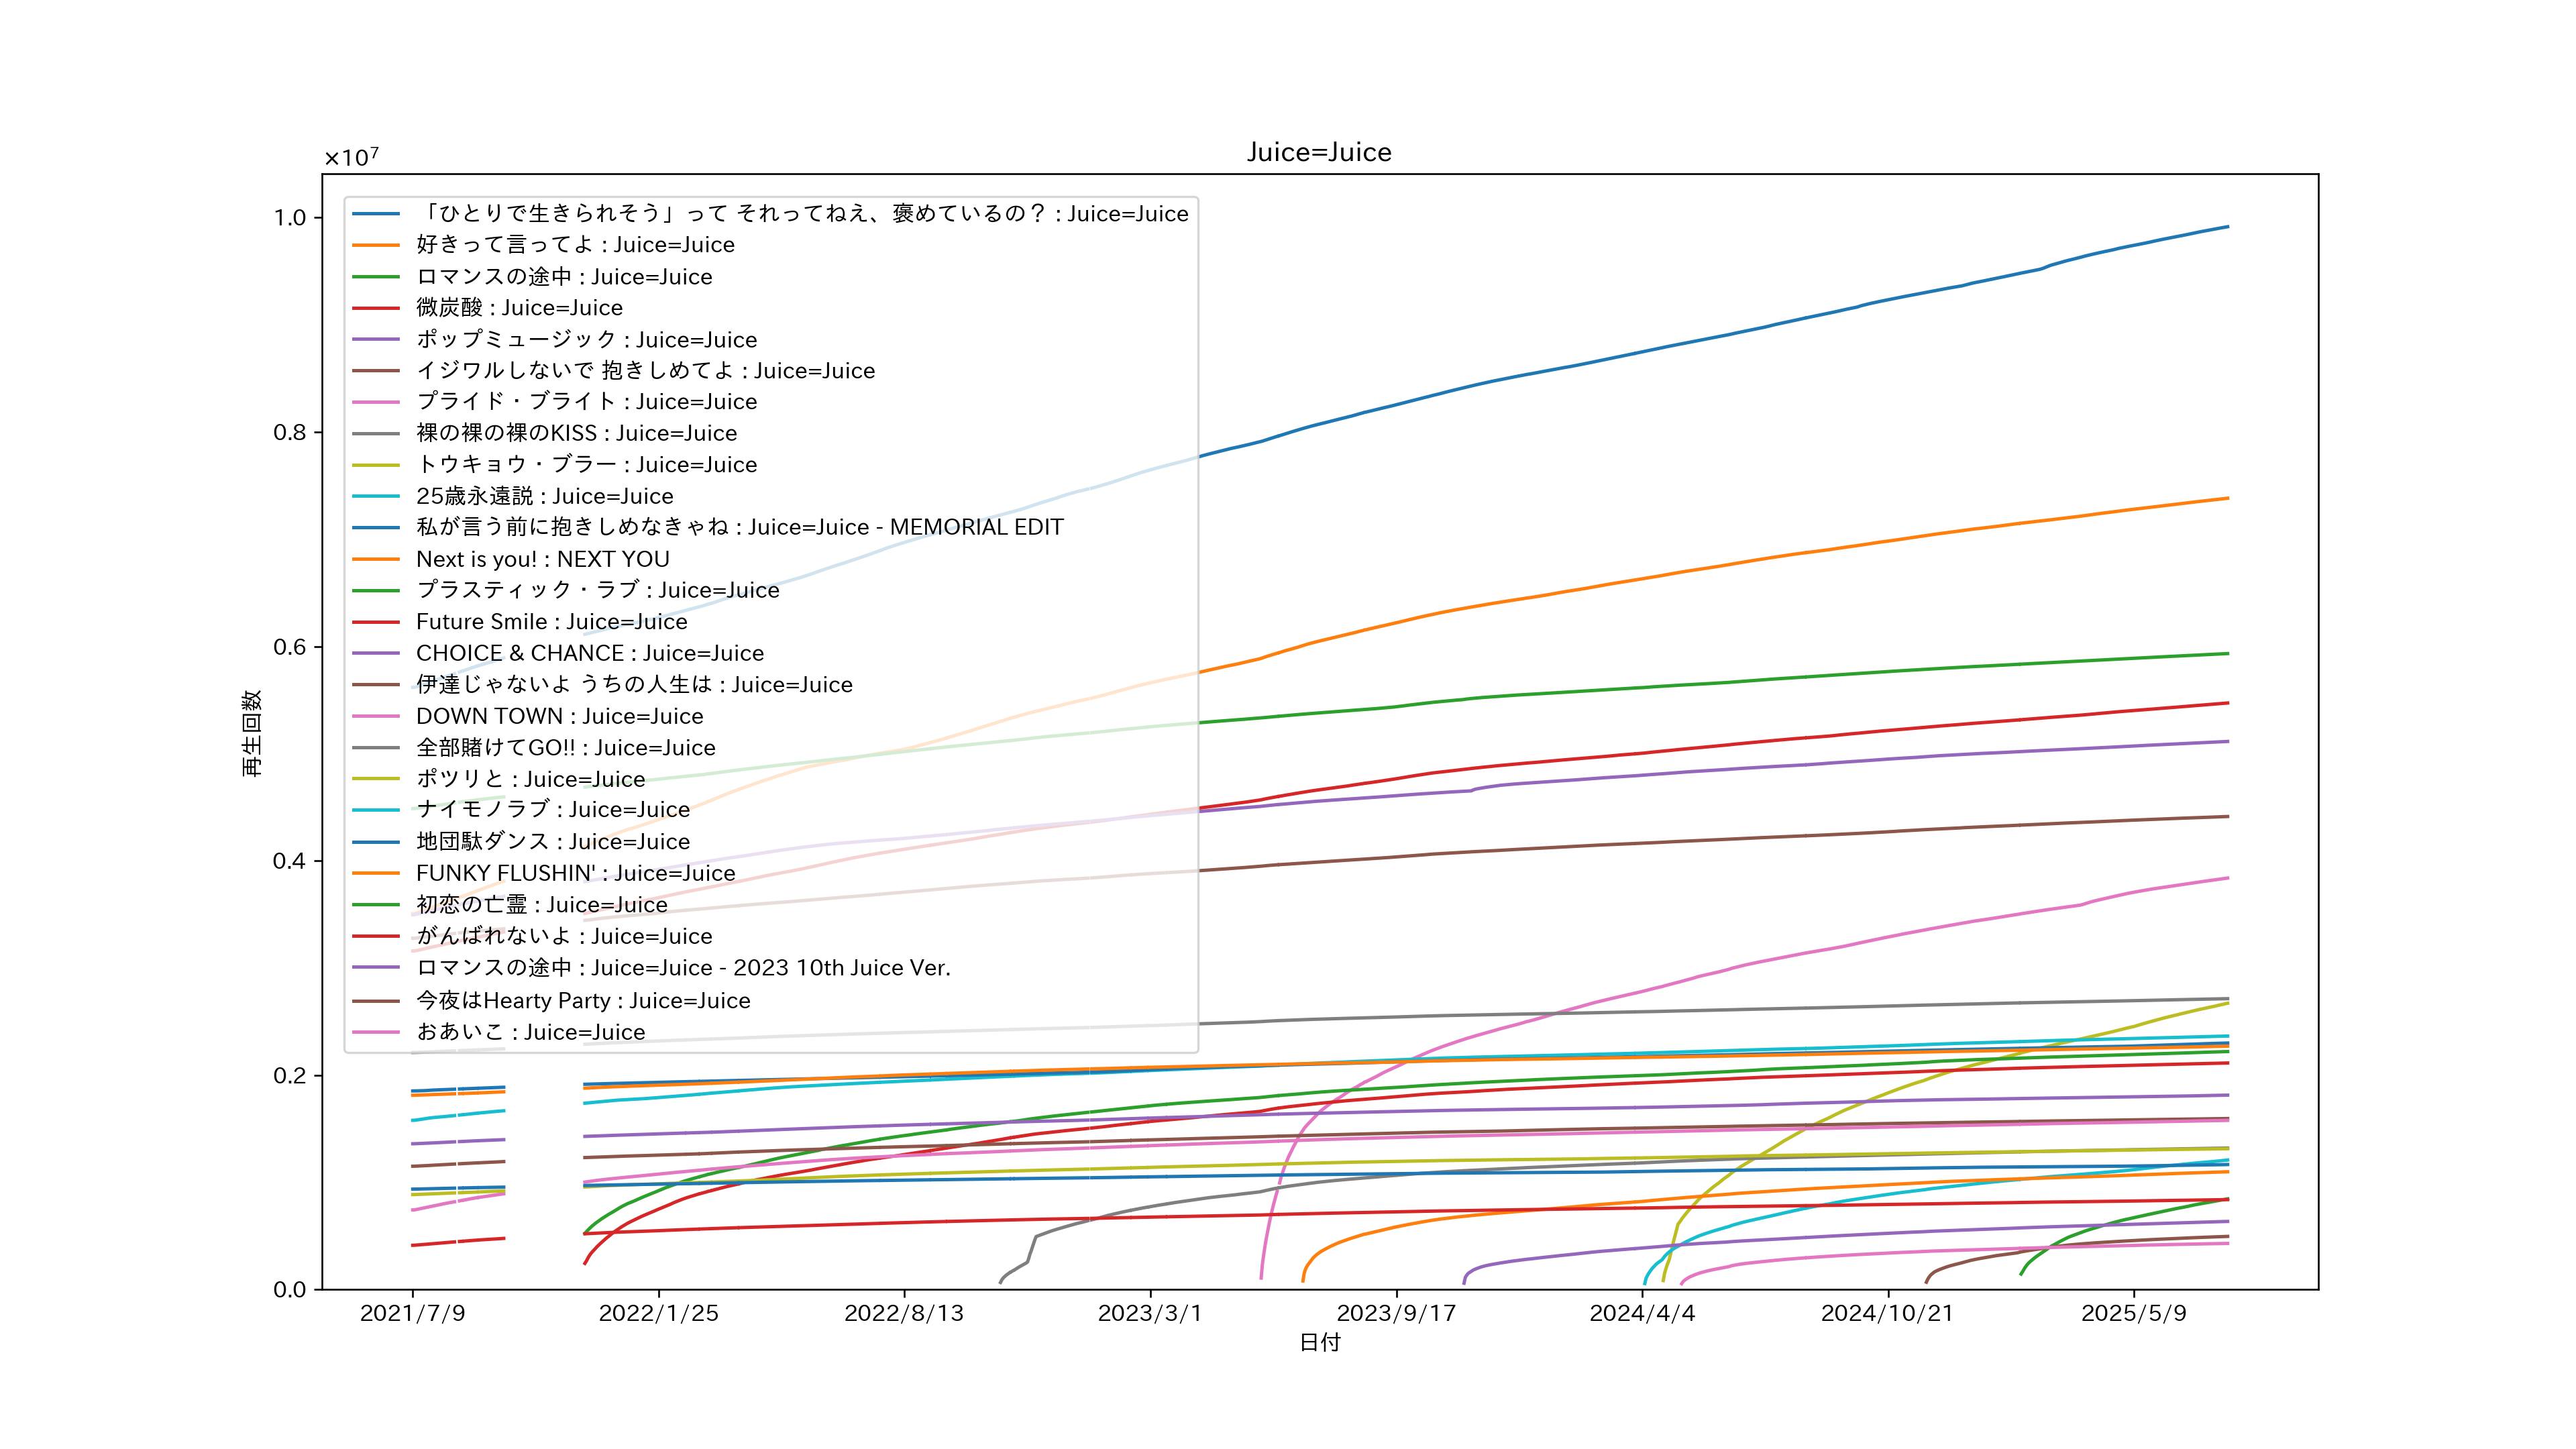 Juice=Juice
×10⁷
1.0
0.8
0.6
0.4
0.2
0.0
再生回数
「ひとりで生きられそう」って それってねえ、褒めているの？ : Juice=Juice
好きって言ってよ : Juice=Juice
ロマンスの途中 : Juice=Juice
微炭酸 : Juice=Juice
ポップミュージック : Juice=Juice
イジワルしないで 抱きしめてよ : Juice=Juice
プライド・ブライト : Juice=Juice
裸の裸の裸のKISS : Juice=Juice
トウキョウ・ブラー : Juice=Juice
25歳永遠説 : Juice=Juice
私が言う前に抱きしめなきゃね : Juice=Juice - MEMORIAL EDIT
Next is you! : NEXT YOU
プラスティック・ラブ : Juice=Juice
Future Smile : Juice=Juice
CHOICE & CHANCE : Juice=Juice
伊達じゃないよ うちの人生は : Juice=Juice
DOWN TOWN : Juice=Juice
全部賭けてGO!! : Juice=Juice
ポツリと : Juice=Juice
ナイモノラブ : Juice=Juice
地団駄ダンス : Juice=Juice
FUNKY FLUSHIN' : Juice=Juice
初恋の亡霊 : Juice=Juice
がんばれないよ : Juice=Juice
ロマンスの途中 : Juice=Juice - 2023 10th Juice Ver.
今夜はHearty Party : Juice=Juice
おあいこ : Juice=Juice
2021/7/9
2022/1/25
2022/8/13
2023/3/1
2023/9/17
2024/4/4
2024/10/21
2025/5/9
日付